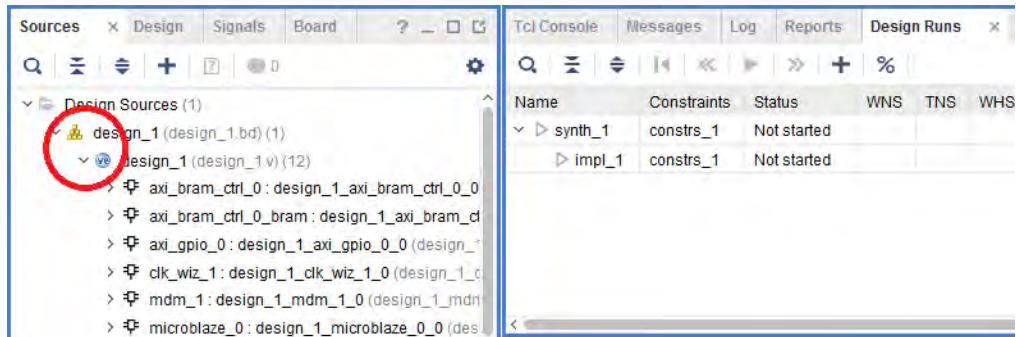 Sources × Design Signals Board ? _
0
Design Sources (1)
design_1 (design_1.bd) (1)
design_1 (design_1.v) (12)
axi_bram_ctrl_0 : design_1_axi_bram_ctrl_0_0
axi_bram_ctrl_0_bram : design_1_axi_bram_ct
axi_gpio_0 : design_1_axi_gpio_0_0 (design_1
clk_wiz_1 : design_1_clk_wiz_1_0 (design_1_c
mdm_1 : design_1_mdm_1_0 (design_1_mdm
microblaze_0 : design_1_microblaze_0_0 (des
Tcl Console Messages Log Reports Design Runs ×
%
Name Constraints Status WNS TNS WHS
synth_1 constrs_1 Not started
impl_1 constrs_1 Not started